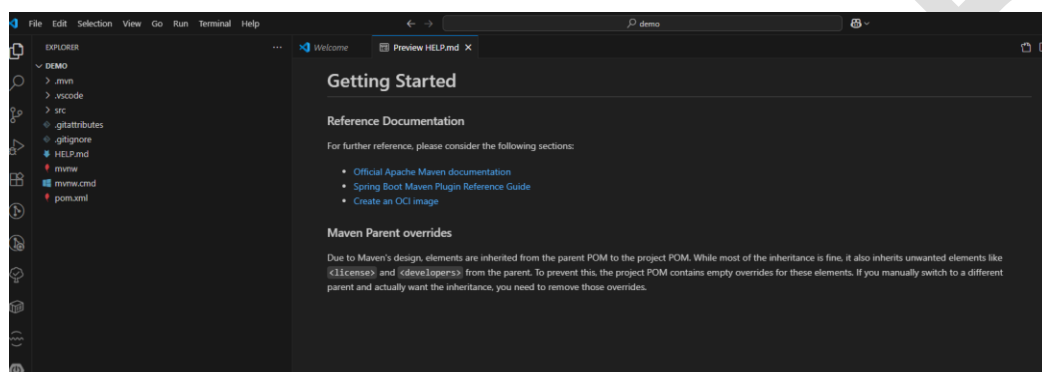 File Edit Selection View Go Run Terminal Help
demo
EXPLORER
Welcome
Preview HELP.md
DEMO
.mvn
.vscode
src
.gitattributes
.gitignore
HELP.md
mvnw
mvnw.cmd
pom.xml
Getting Started
Reference Documentation
For further reference, please consider the following sections:
Official Apache Maven documentation
Spring Boot Maven Plugin Reference Guide
Create an OCI image
Maven Parent overrides
Due to Maven's design, elements are inherited from the parent POM to the project POM. While most of the inheritance is fine, it also inherits unwanted elements like
<license> and <developers> from the parent. To prevent this, the project POM contains empty overrides for these elements. If you manually switch to a different
parent and actually want the inheritance, you need to remove those overrides.